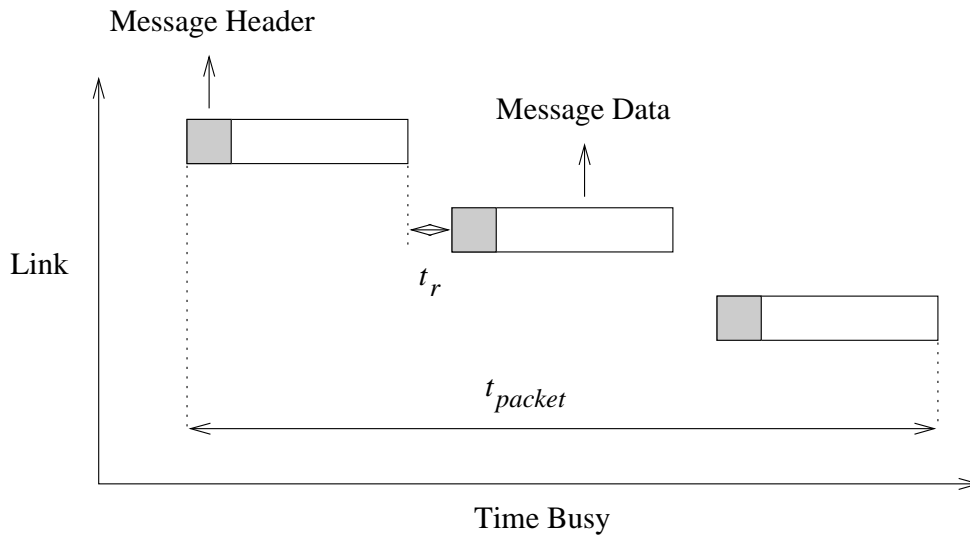 Message Header
Message Data
Link
t_r
t_packet
Time Busy